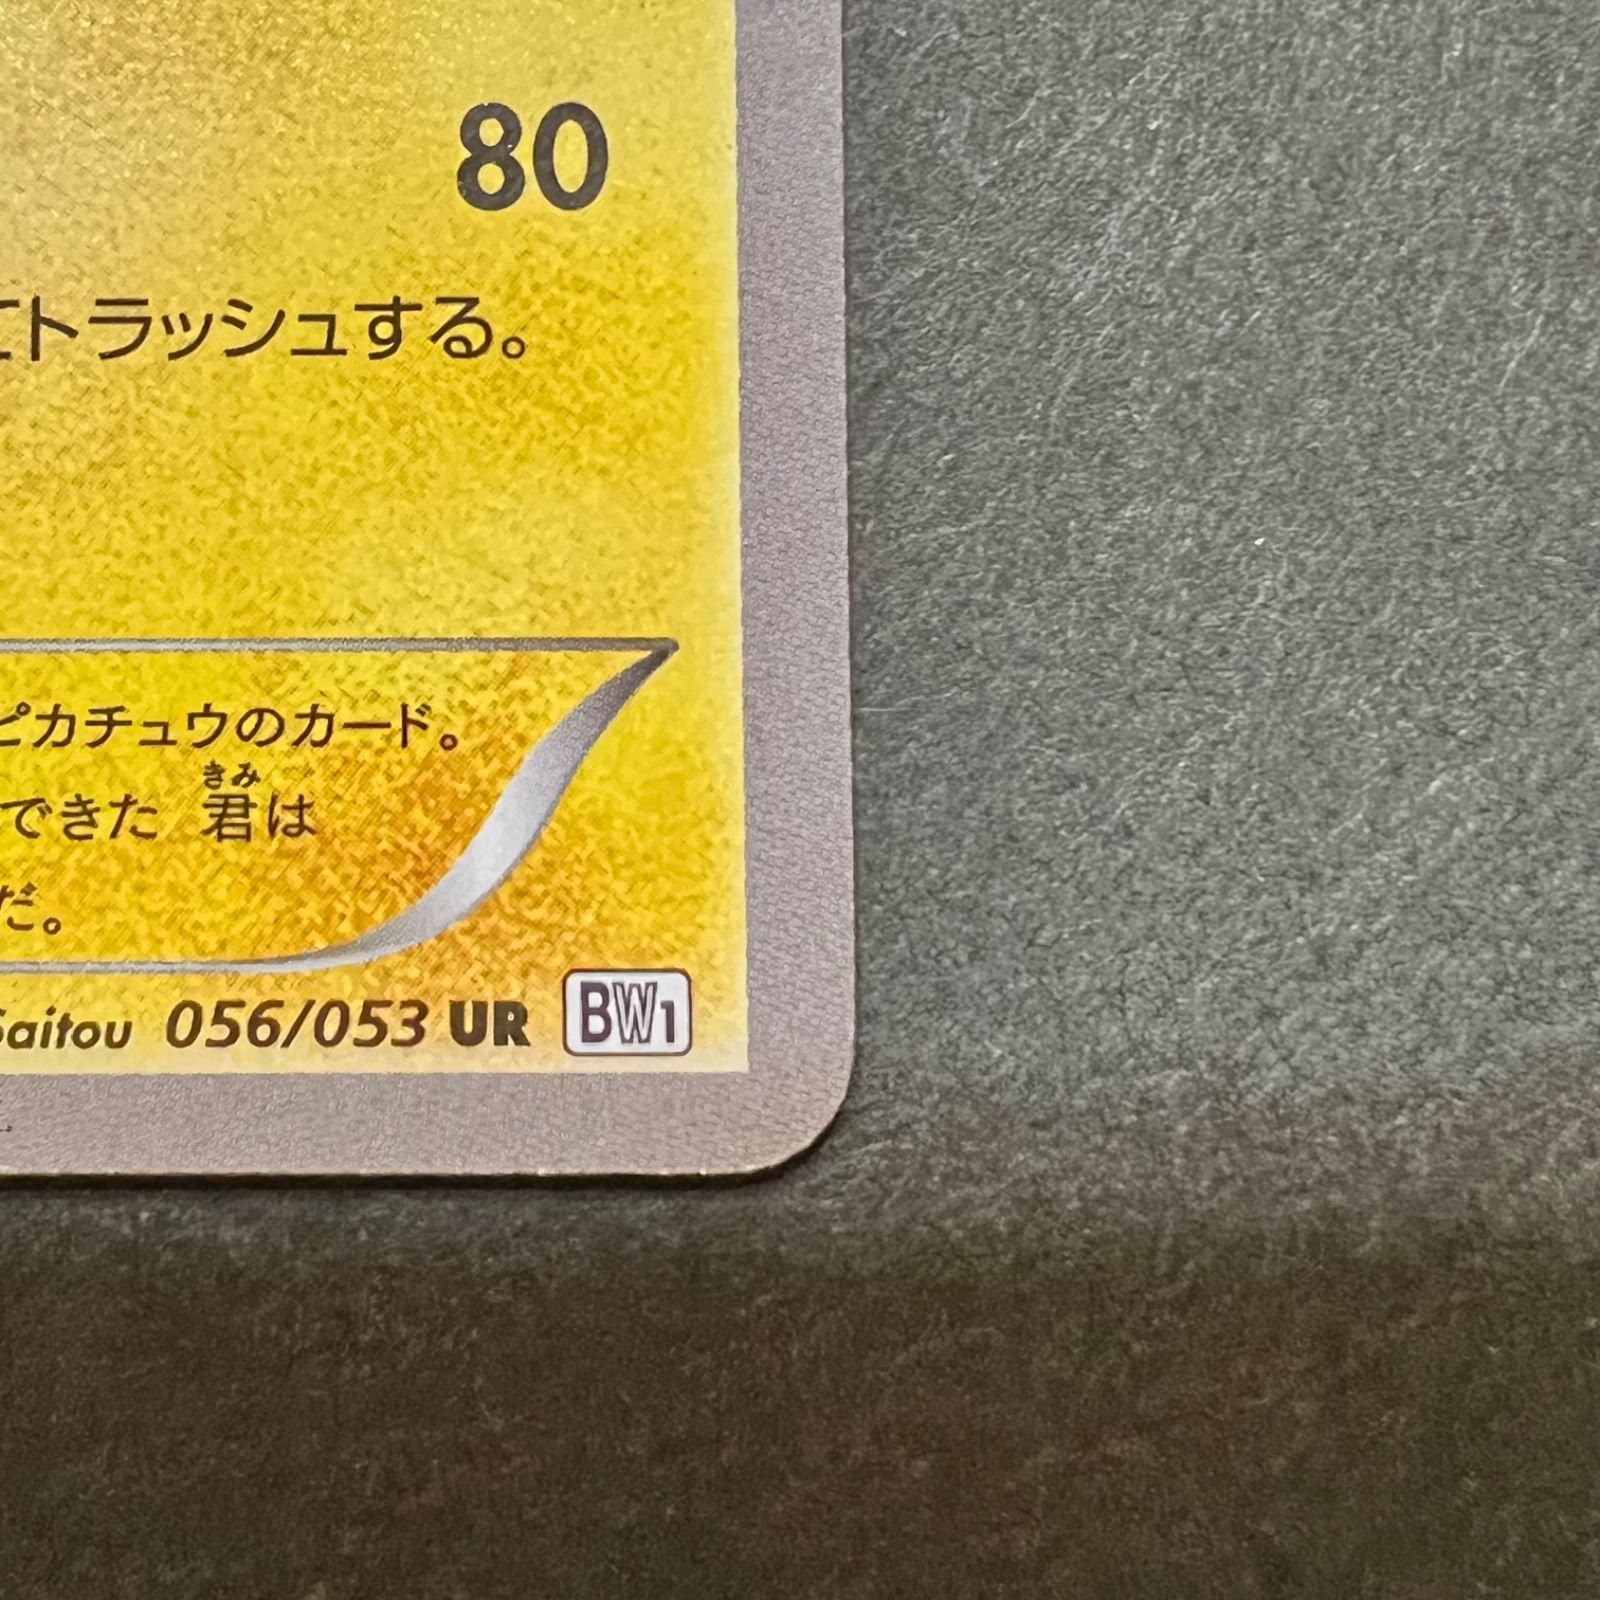 80
てトラッシュする。
ピカチュウのカード。
きみ
できた 君は
だ。
Saitou 056/053 UR BW1